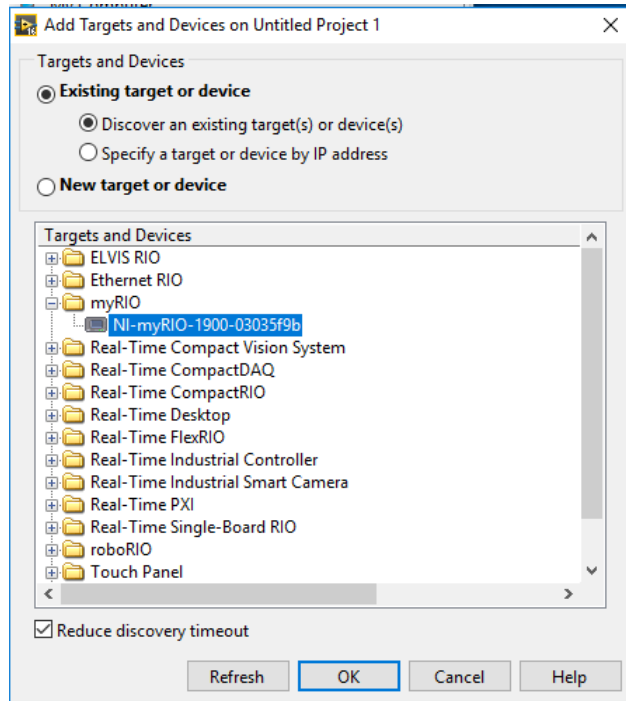 My Computer
Add Targets and Devices on Untitled Project 1
Targets and Devices
Existing target or device
Discover an existing target(s) or device(s)
Specify a target or device by IP address
New target or device
Targets and Devices
ELVIS RIO
Ethernet RIO
myRIO
NI-myRIO-1900-03035f9b
Real-Time Compact Vision System
Real-Time CompactDAQ
Real-Time CompactRIO
Real-Time Desktop
Real-Time FlexRIO
Real-Time Industrial Controller
Real-Time Industrial Smart Camera
Real-Time PXI
Real-Time Single-Board RIO
roboRIO
Touch Panel
Reduce discovery timeout
Refresh OK Cancel Help